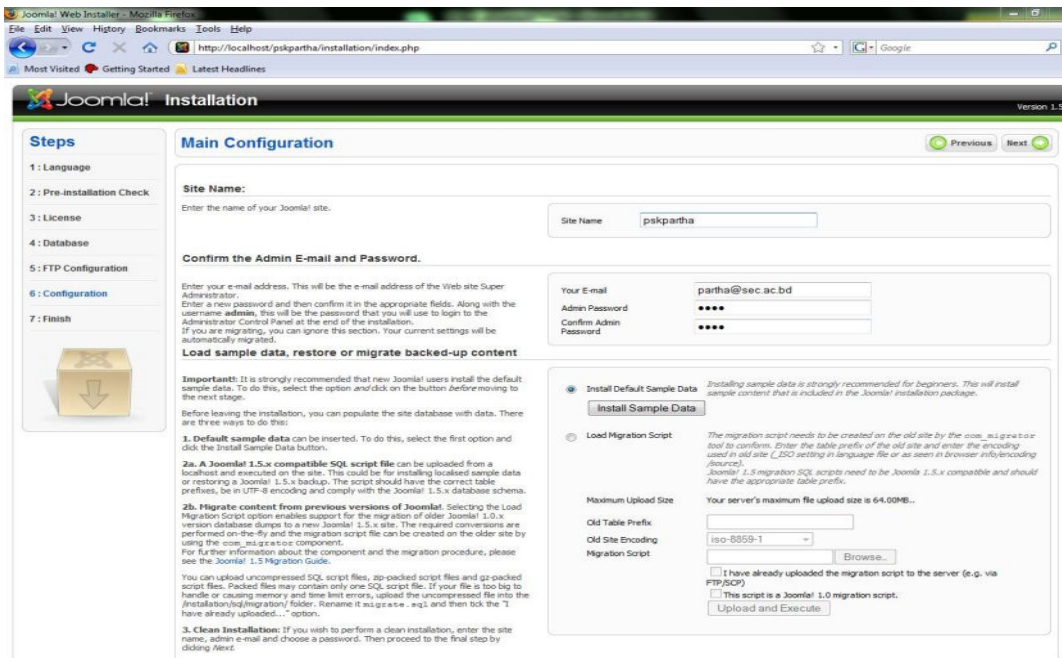 Joomla! Web Installer - Mozilla Firefox
File Edit View History Bookmarks Tools Help
http://localhost/pskpartha/installation/index.php
Google
Most Visited Getting Started Latest Headlines
Joomla! Installation
Version 1.5
Steps
1 : Language
2 : Pre-installation Check
3 : License
4 : Database
5 : FTP Configuration
6 : Configuration
7 : Finish
Main Configuration
Previous Next
Site Name:
Enter the name of your Joomla! site.
Site Name pskpartha
Confirm the Admin E-mail and Password.
Enter your e-mail address. This will be the e-mail address of the Web site Super
Administrator.
Enter a new password and then confirm it in the appropriate fields. Along with the
username admin, this will be the password that you will use to login to the
Administrator Control Panel at the end of the installation.
If you are migrating, you can ignore this section. Your current settings will be
automatically migrated.
Your E-mail partha@sec.ac.bd
Admin Password ••••
Confirm Admin
Password ••••
Load sample data, restore or migrate backed-up content
Important!: It is strongly recommended that new Joomla! users install the default
sample data. To do this, select the option and click on the button before moving to
the next stage.
Before leaving the installation, you can populate the site database with data. There
are three ways to do this:
1. Default sample data can be inserted. To do this, select the first option and
click the Install Sample Data button.
2a. A Joomla! 1.5.x compatible SQL script file can be uploaded from a
localhost and executed on the site. This could be for installing localised sample data
or restoring a Joomla! 1.5.x backup. The script should have the correct table
prefixes, be in UTF-8 encoding and comply with the Joomla! 1.5.x database schema.
2b. Migrate content from previous versions of Joomla!. Selecting the Load
Migration Script option enables support for the migration of older Joomla! 1.0.x
version database dumps to a new Joomla! 1.5.x site. The required conversions are
performed on-the-fly and the migration script file can be created on the older site by
using the com_migrator component.
For further information about the component and the migration procedure, please
see the Joomla! 1.5 Migration Guide.
You can upload uncompressed SQL script files, zip-packed script files and gz-packed
script files. Packed files may contain only one SQL script file. If your file is too big to
handle or causing memory and time limit errors, upload the uncompressed file into the
/installation/sql/migration/ folder. Rename it migrate.sql and then tick the "I
have already uploaded..." option.
3. Clean Installation: If you wish to perform a clean installation, enter the site
name, admin e-mail and choose a password. Then proceed to the final step by
clicking Next.
Install Default Sample Data
Installing sample data is strongly recommended for beginners. This will install
sample content that is included in the Joomla! installation package.
Install Sample Data
Load Migration Script
The migration script needs to be created on the old site by the com_migrator
tool to conform. Enter the table prefix of the old site and enter the encoding
used in old site (_ISO setting in language file or as seen in browser info/encoding
/source).
Joomla! 1.5 migration SQL scripts need to be Joomla 1.5.x compatible and should
have the appropriate table prefix.
Maximum Upload Size Your server's maximum file upload size is 64.00MB..
Old Table Prefix
Old Site Encoding iso-8859-1
Migration Script Browse..
I have already uploaded the migration script to the server (e.g. via
FTP/SCP)
This script is a Joomla! 1.0 migration script.
Upload and Execute